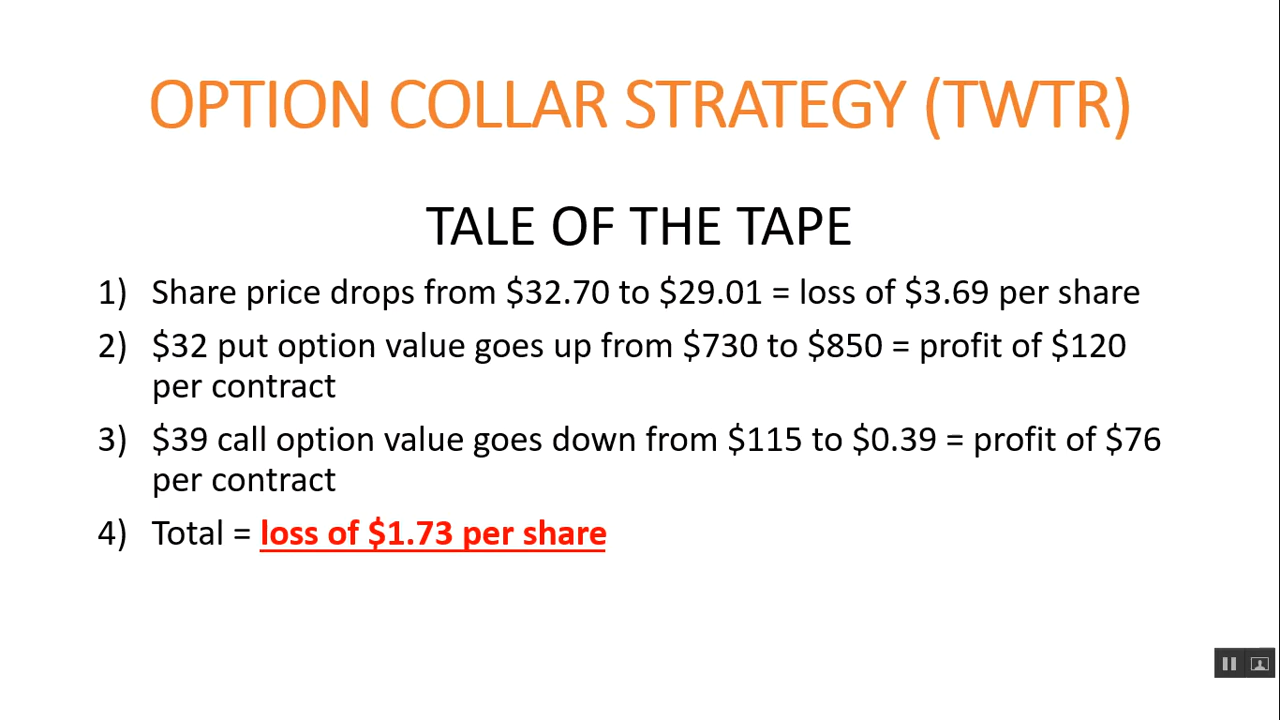 OPTION COLLAR STRATEGY (TWTR)
TALE OF THE TAPE
1) Share price drops from $32.70 to $29.01 = loss of $3.69 per share
2) $32 put option value goes up from $730 to $850 = profit of $120
per contract
3) $39 call option value goes down from $115 to $0.39 = profit of $76
per contract
4) Total = loss of $1.73 per share